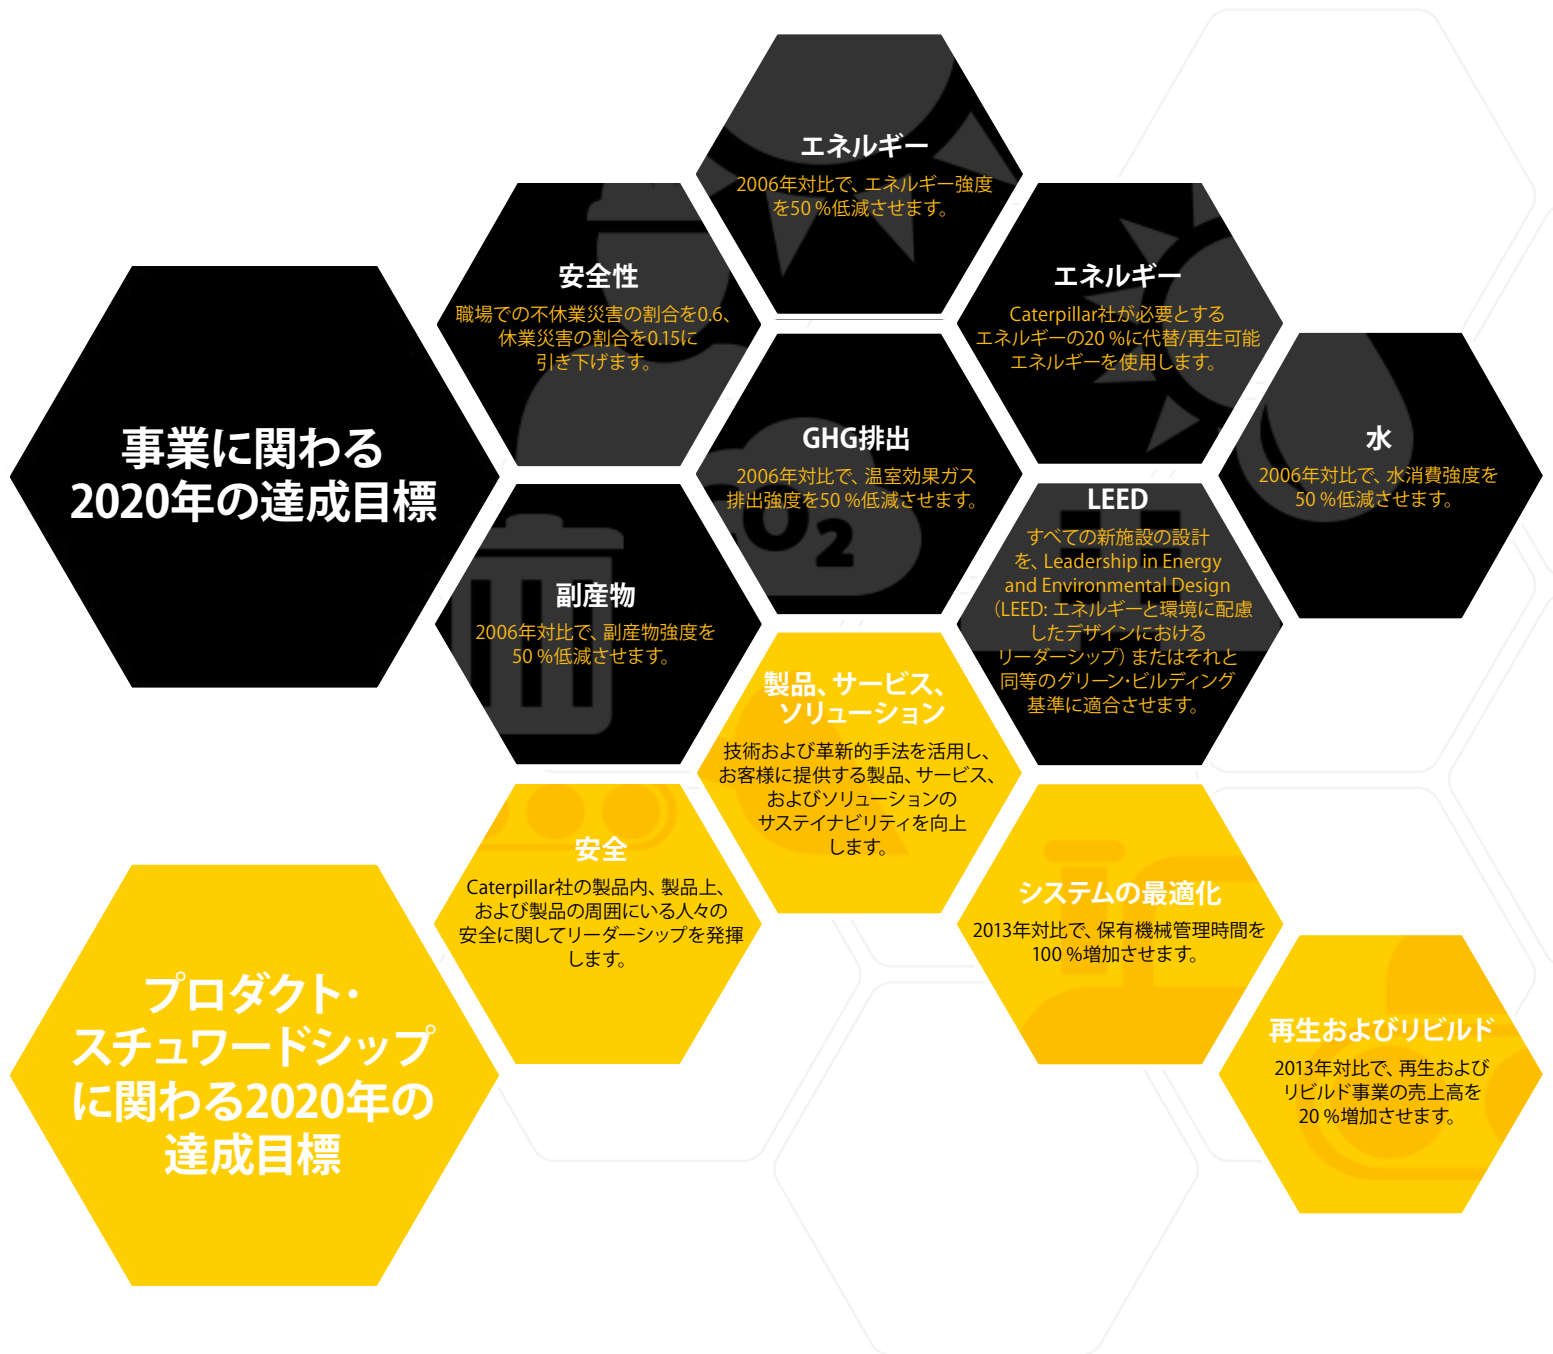 事業に関わる
2020年の達成目標
安全性
職場での不休業災害の割合を0.6、
休業災害の割合を0.15に
引き下げます。
エネルギー
2006年対比で、エネルギー強度
を50 %低減させます。
エネルギー
Caterpillar社が必要とする
エネルギーの20 %に代替/再生可能
エネルギーを使用します。
GHG排出
2006年対比で、温室効果ガス
排出強度を50 %低減させます。
CO2
水
2006年対比で、水消費強度を
50 %低減させます。
副産物
2006年対比で、副産物強度を
50 %低減させます。
LEED
すべての新施設の設計
を、Leadership in Energy
and Environmental Design
（LEED: エネルギーと環境に配慮
したデザインにおける
リーダーシップ）またはそれと
同等のグリーン・ビルディング
基準に適合させます。
プロダクト・
スチュワードシップ
に関わる2020年の
達成目標
安全
Caterpillar社の製品内、製品上、
および製品の周囲にいる人々の
安全に関してリーダーシップを発揮
します。
製品、サービス、
ソリューション
技術および革新的手法を活用し、
お客様に提供する製品、サービス、
およびソリューションの
サステイナビリティを向上
します。
システムの最適化
2013年対比で、保有機械管理時間を
100 %増加させます。
再生およびリビルド
2013年対比で、再生および
リビルド事業の売上高を
20 %増加させます。